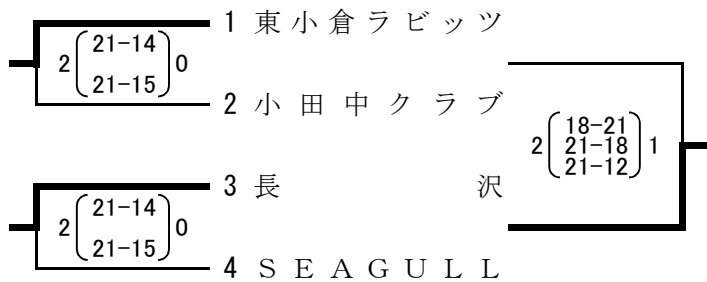 1 東小倉ラビッツ
2 ( 21-14 21-15 ) 0
2 小田中クラブ
2 ( 18-21 21-18 21-12 ) 1
3 長沢
2 ( 21-14 21-15 ) 0
4 ＳＥＡＧＵＬＬ